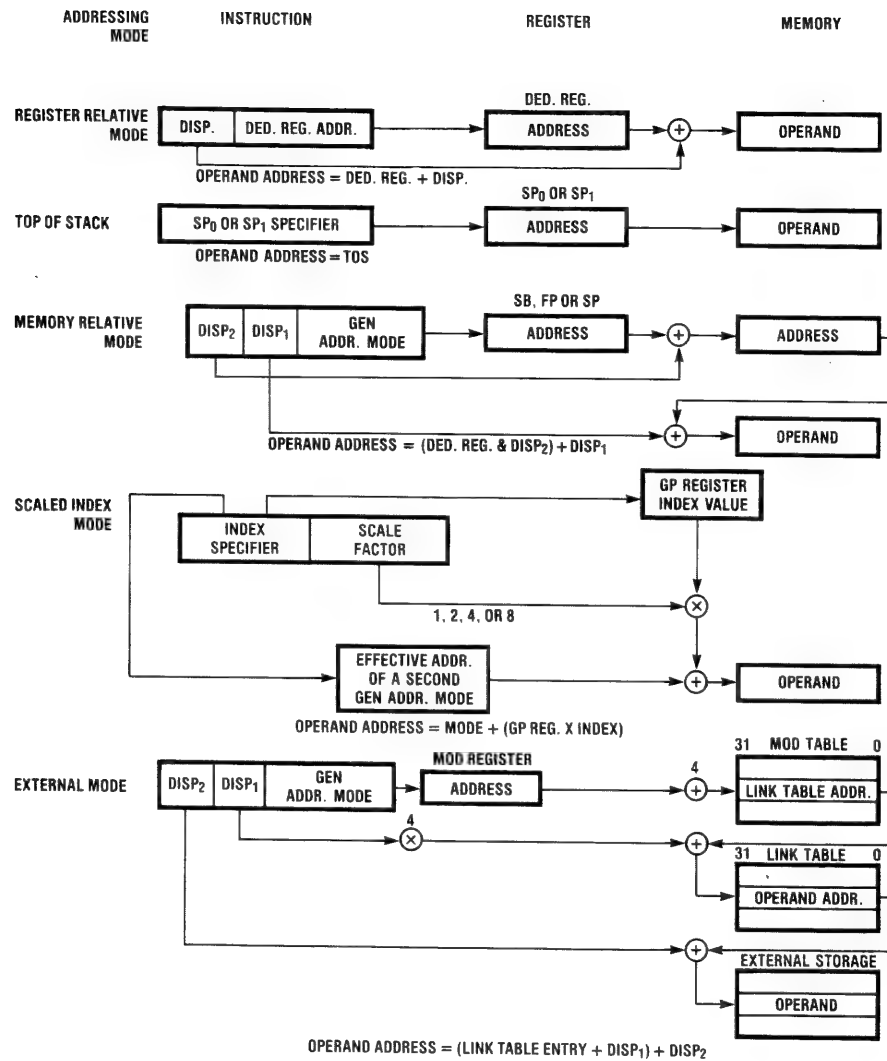 ADDRESSING MODE INSTRUCTION REGISTER MEMORY
REGISTER RELATIVE MODE
DISP. DED. REG. ADDR.
DED. REG.
ADDRESS
+
OPERAND
OPERAND ADDRESS = DED. REG. + DISP.
TOP OF STACK
SP0 OR SP1 SPECIFIER
SP0 OR SP1
ADDRESS
OPERAND
OPERAND ADDRESS = TOS
MEMORY RELATIVE MODE
DISP2 DISP1 GEN ADDR. MODE
SB, FP OR SP
ADDRESS
+
ADDRESS
+
OPERAND
OPERAND ADDRESS = (DED. REG. & DISP2) + DISP1
SCALED INDEX MODE
INDEX SPECIFIER SCALE FACTOR
GP REGISTER INDEX VALUE
×
1, 2, 4, OR 8
EFFECTIVE ADDR. OF A SECOND GEN ADDR. MODE
+
OPERAND
OPERAND ADDRESS = MODE + (GP REG. X INDEX)
EXTERNAL MODE
DISP2 DISP1 GEN ADDR. MODE
MOD REGISTER
ADDRESS
4
+
31 MOD TABLE 0
LINK TABLE ADDR.
4
×
+
31 LINK TABLE 0
OPERAND ADDR.
+
EXTERNAL STORAGE
OPERAND
OPERAND ADDRESS = (LINK TABLE ENTRY + DISP1) + DISP2